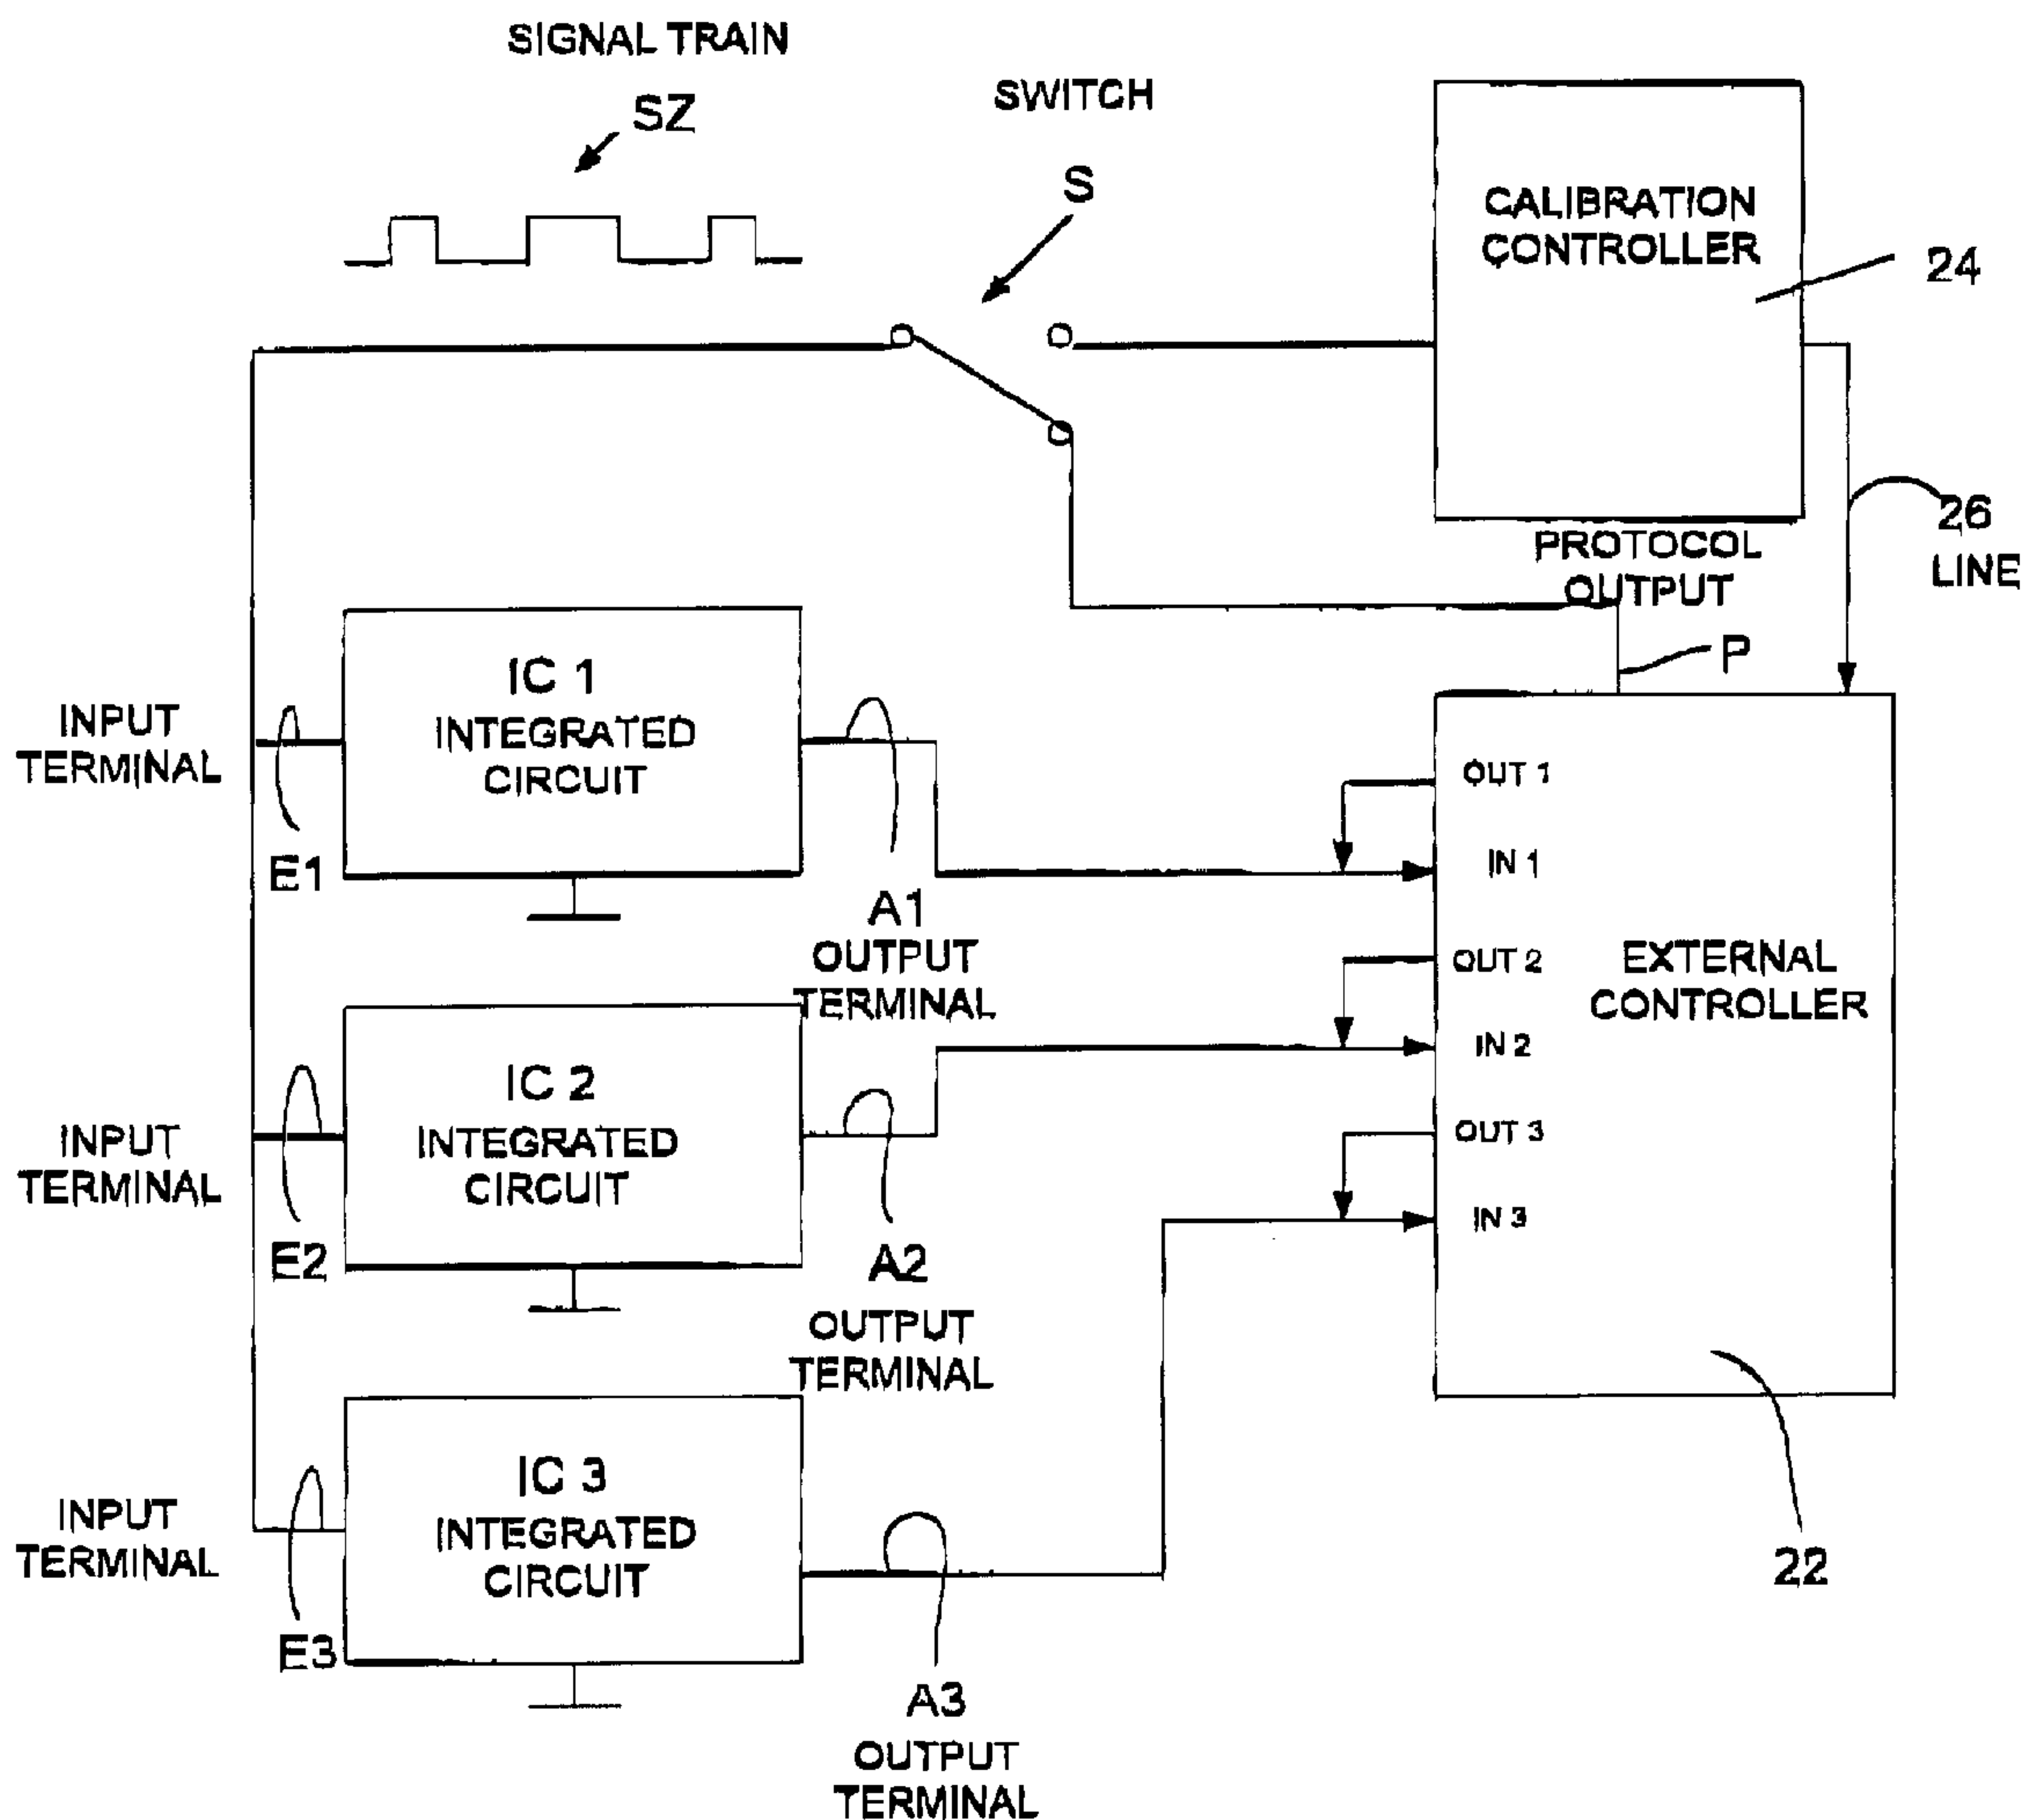 SIGNAL TRAIN
SZ
SWITCH
S
CALIBRATION
CONTROLLER
24
26
LINE
PROTOCOL
OUTPUT
P
IC 1
INTEGRATED
CIRCUIT
INPUT
TERMINAL
E1
A1
OUTPUT
TERMINAL
OUT 1
IN 1
OUT 2
IN 2
OUT 3
IN 3
EXTERNAL
CONTROLLER
22
IC 2
INTEGRATED
CIRCUIT
INPUT
TERMINAL
E2
A2
OUTPUT
TERMINAL
IC 3
INTEGRATED
CIRCUIT
INPUT
TERMINAL
E3
A3
OUTPUT
TERMINAL